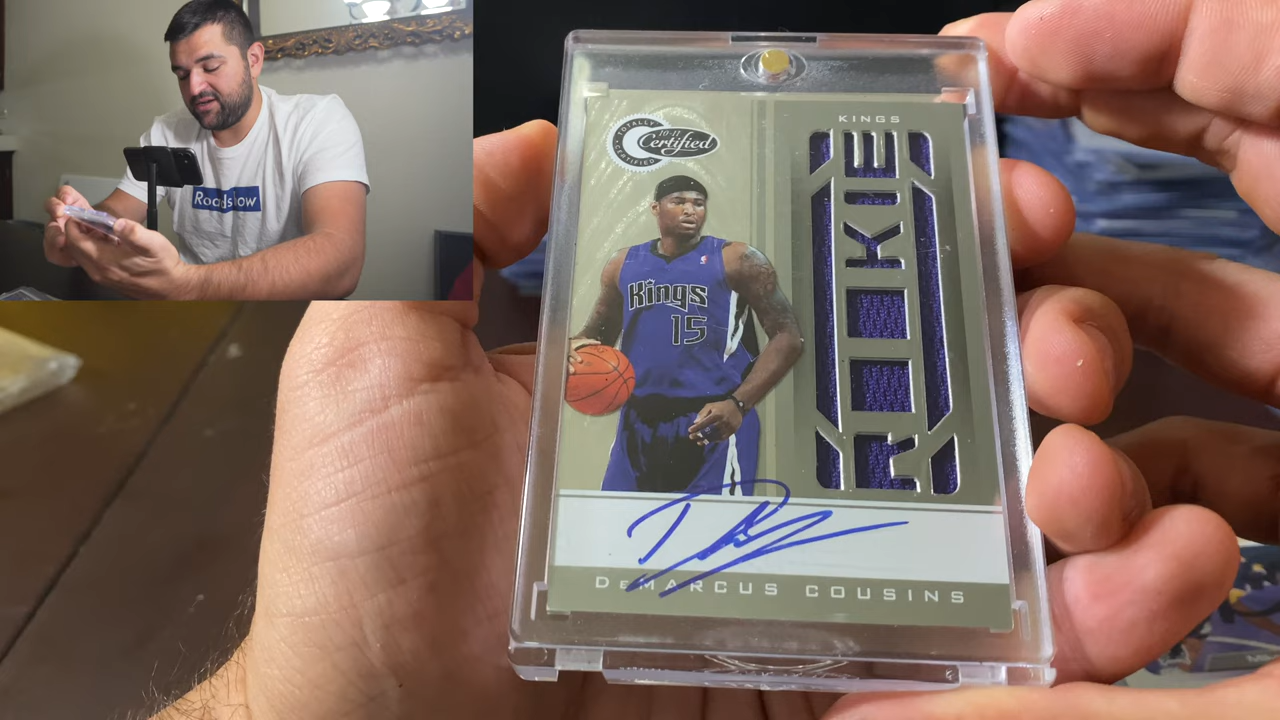 Roadshow
TOTALLY
10-11
Certified
CERTIFIED
KINGS
ROOKIE
Kings
15
DeMARCUS COUSINS